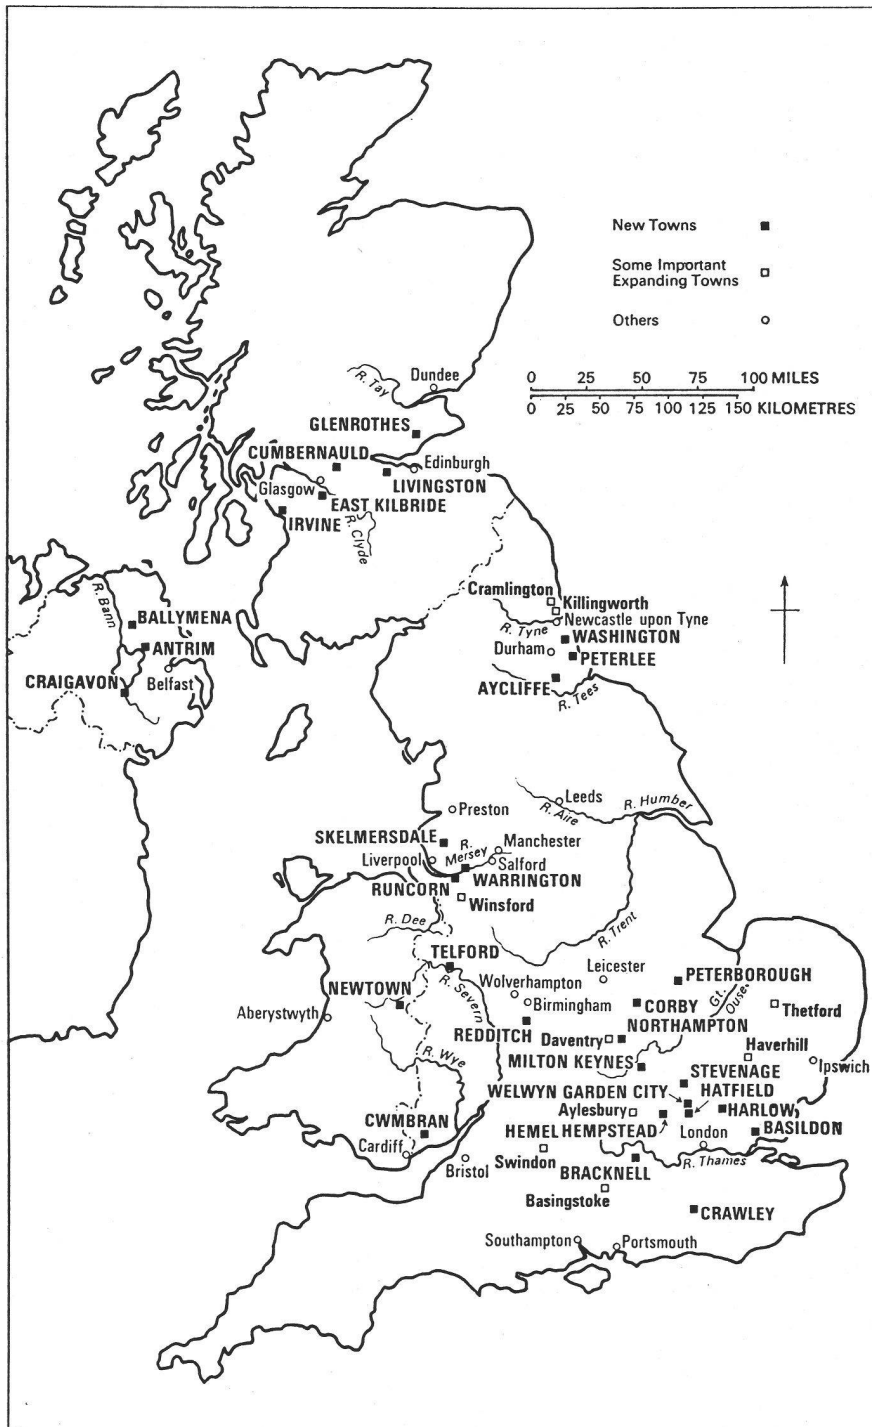 New Towns
Some Important
Expanding Towns
Others
0 25 50 75 100 MILES
0 25 50 75 100 125 150 KILOMETRES
R. Tay
Dundee
GLENROTHES
CUMBERNAULD
Edinburgh
Glasgow
LIVINGSTON
EAST KILBRIDE
IRVINE
R. Clyde
R. Bann
BALLYMENA
ANTRIM
CRAIGAVON
Belfast
Cramlington
Killingworth
Newcastle upon Tyne
R. Tyne
WASHINGTON
Durham
PETERLEE
AYCLIFFE
R. Tees
Preston
Leeds
R. Aire
R. Humber
SKELMERSDALE
R.
Mersey
Manchester
Liverpool
Salford
RUNCORN
WARRINGTON
Winsford
R. Dee
R. Trent
TELFORD
R. Severn
Wolverhampton
Leicester
PETERBOROUGH
NEWTOWN
Birmingham
CORBY
Gt.
Ouse
Thetford
Aberystwyth
REDDITCH
NORTHAMPTON
Daventry
Haverhill
R. Wye
MILTON KEYNES
Ipswich
STEVENAGE
WELWYN GARDEN CITY
HATFIELD
Aylesbury
HARLOW
CWMBRAN
HEMEL HEMPSTEAD
London
BASILDON
Cardiff
Bristol
Swindon
BRACKNELL
R. Thames
Basingstoke
CRAWLEY
Southampton
Portsmouth